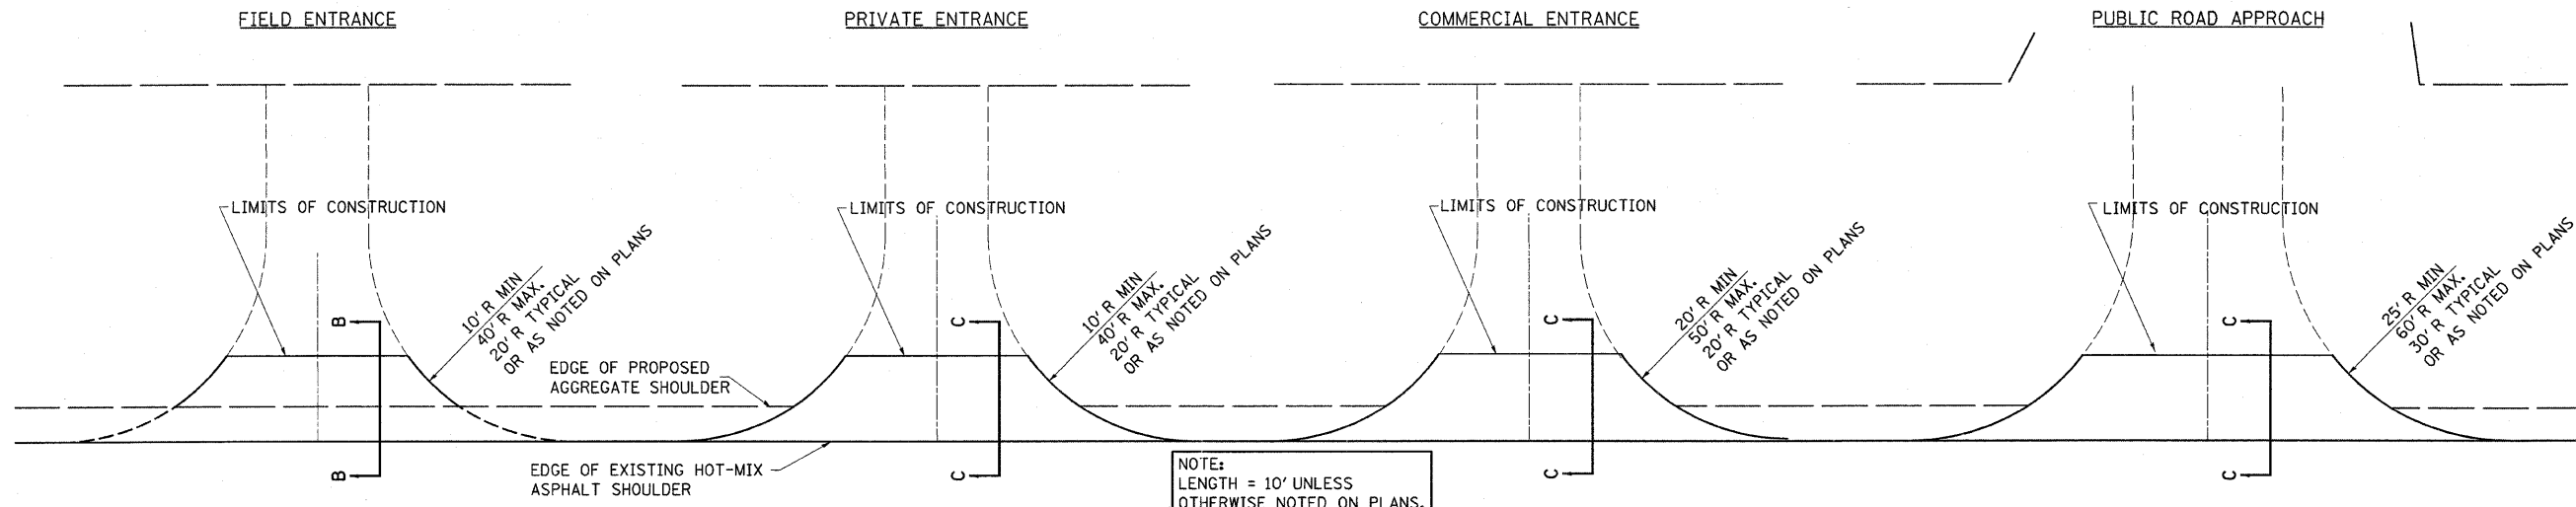 FIELD ENTRANCE
PRIVATE ENTRANCE
COMMERCIAL ENTRANCE
PUBLIC ROAD APPROACH
LIMITS OF CONSTRUCTION
LIMITS OF CONSTRUCTION
LIMITS OF CONSTRUCTION
LIMITS OF CONSTRUCTION
10' R MIN
40' R MAX.
20' R TYPICAL
OR AS NOTED ON PLANS
10' R MIN
40' R MAX.
20' R TYPICAL
OR AS NOTED ON PLANS
20' R MIN
50' R MAX.
20' R TYPICAL
OR AS NOTED ON PLANS
25' R MIN
60' R MAX.
30' R TYPICAL
OR AS NOTED ON PLANS
B
C
C
C
EDGE OF PROPOSED
AGGREGATE SHOULDER
EDGE OF EXISTING HOT-MIX
ASPHALT SHOULDER
B
C
C
C
NOTE:
LENGTH = 10' UNLESS
OTHERWISE NOTED ON PLANS.